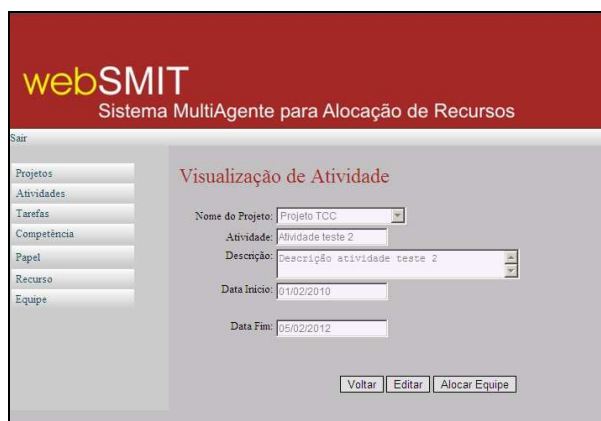 webSMIT
Sistema MultiAgente para Alocação de Recursos
Sair
Projetos
Atividades
Tarefas
Competência
Papel
Recurso
Equipe
Visualização de Atividade
Nome do Projeto: Projeto TCC
Atividade: Atividade teste 2
Descrição: Descrição atividade teste 2
Data Inicio: 01/02/2010
Data Fim: 05/02/2012
Voltar Editar Alocar Equipe